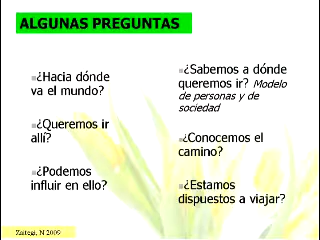 ALGUNAS PREGUNTAS
¿Hacia dónde
va el mundo?
¿Queremos ir
allí?
¿Podemos
influir en ello?
¿Sabemos a dónde
queremos ir? Modelo
de personas y de
sociedad
¿Conocemos el
camino?
¿Estamos
dispuestos a viajar?
Zaitegi, N 2009